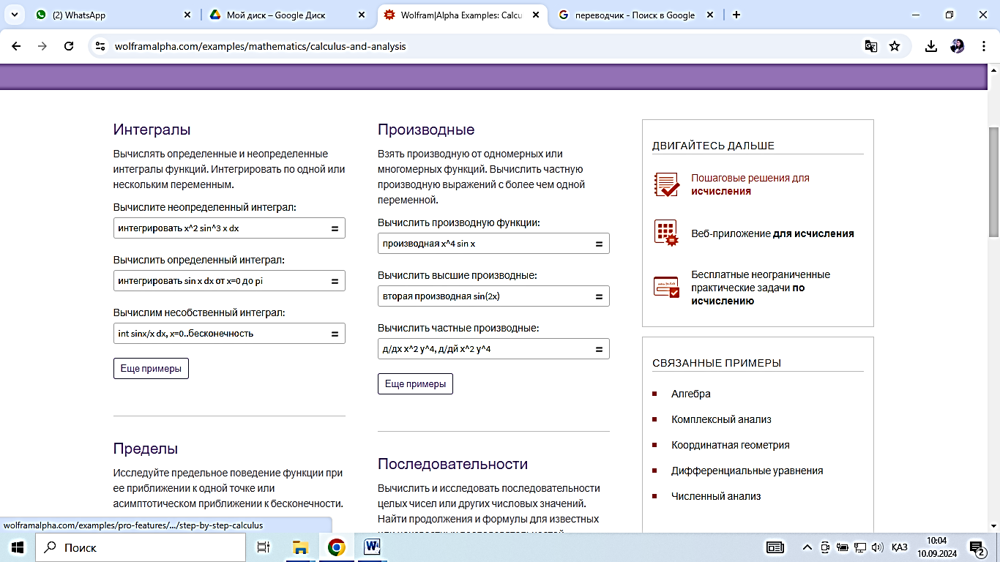 (2) WhatsApp
Мой диск – Google Диск
Wolfram|Alpha Examples: Calcu
переводчик - Поиск в Google
wolframalpha.com/examples/mathematics/calculus-and-analysis
Интегралы
Вычислять определенные и неопределенные
интегралы функций. Интегрировать по одной или
нескольким переменным.
Вычислите неопределенный интеграл:
интегрировать x^2 sin^3 x dx =
Вычислить определенный интеграл:
интегрировать sin x dx от x=0 до pi =
Вычислим несобственный интеграл:
int sinx/x dx, x=0..бесконечность =
Еще примеры
Пределы
Исследуйте предельное поведение функции при
ее приближении к одной точке или
асимптотическом приближении к бесконечности.
Производные
Взять производную от одномерных или
многомерных функций. Вычислить частную
производную выражений с более чем одной
переменной.
Вычислить производную функции:
производная x^4 sin x =
Вычислить высшие производные:
вторая производная sin(2x) =
Вычислить частные производные:
д/дх x^2 y^4, д/дй x^2 y^4 =
Еще примеры
Последовательности
Вычислить и исследовать последовательности
целых чисел или других числовых значений.
Найти продолжения и формулы для известных
ДВИГАЙТЕСЬ ДАЛЬШЕ
Пошаговые решения для
исчисления
Веб-приложение для исчисления
Бесплатные неограниченные
практические задачи по
исчислению
СВЯЗАННЫЕ ПРИМЕРЫ
Алгебра
Комплексный анализ
Координатная геометрия
Дифференциальные уравнения
Численный анализ
wolframalpha.com/examples/pro-features/.../step-by-step-calculus
Поиск
ҚАЗ
10:04
10.09.2024
2